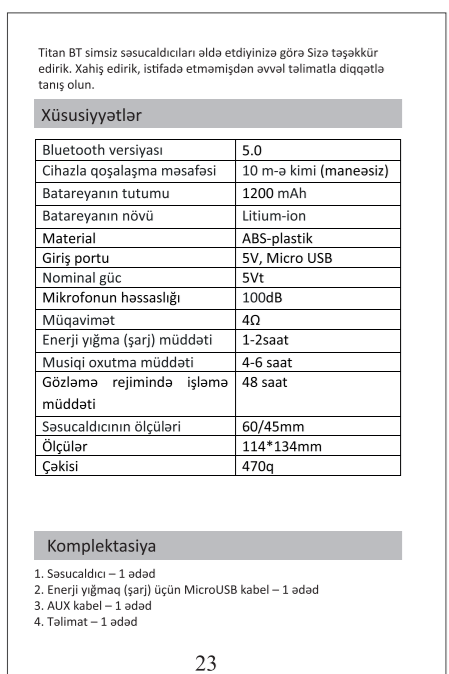 Titan BT simsiz səsucaldıcıları əldə etdiyinizə görə Sizə təşəkkür
edirik. Xahiş edirik, istifadə etməmişdən əvvəl təlimatla diqqətlə
tanış olun.
Xüsusiyyətlər
Bluetooth versiyası 5.0
Cihazla qoşalaşma məsafəsi 10 m-ə kimi (maneəsiz)
Batareyanın tutumu 1200 mAh
Batareyanın növü Litium-ion
Material ABS-plastik
Giriş portu 5V, Micro USB
Nominal güc 5Vt
Mikrofonun həssaslığı 100dB
Müqavimət 4Ω
Enerji yığma (şarj) müddəti 1-2saat
Musiqi oxutma müddəti 4-6 saat
Gözləmə rejimində işləmə 48 saat
müddəti
Səsucaldıcının ölçüləri 60/45mm
Ölçülər 114*134mm
Çəkisi 470q
Komplektasiya
1. Səsucaldıcı – 1 ədəd
2. Enerji yığmaq (şarj) üçün MicroUSB kabel – 1 ədəd
3. AUX kabel – 1 ədəd
4. Təlimat – 1 ədəd
23